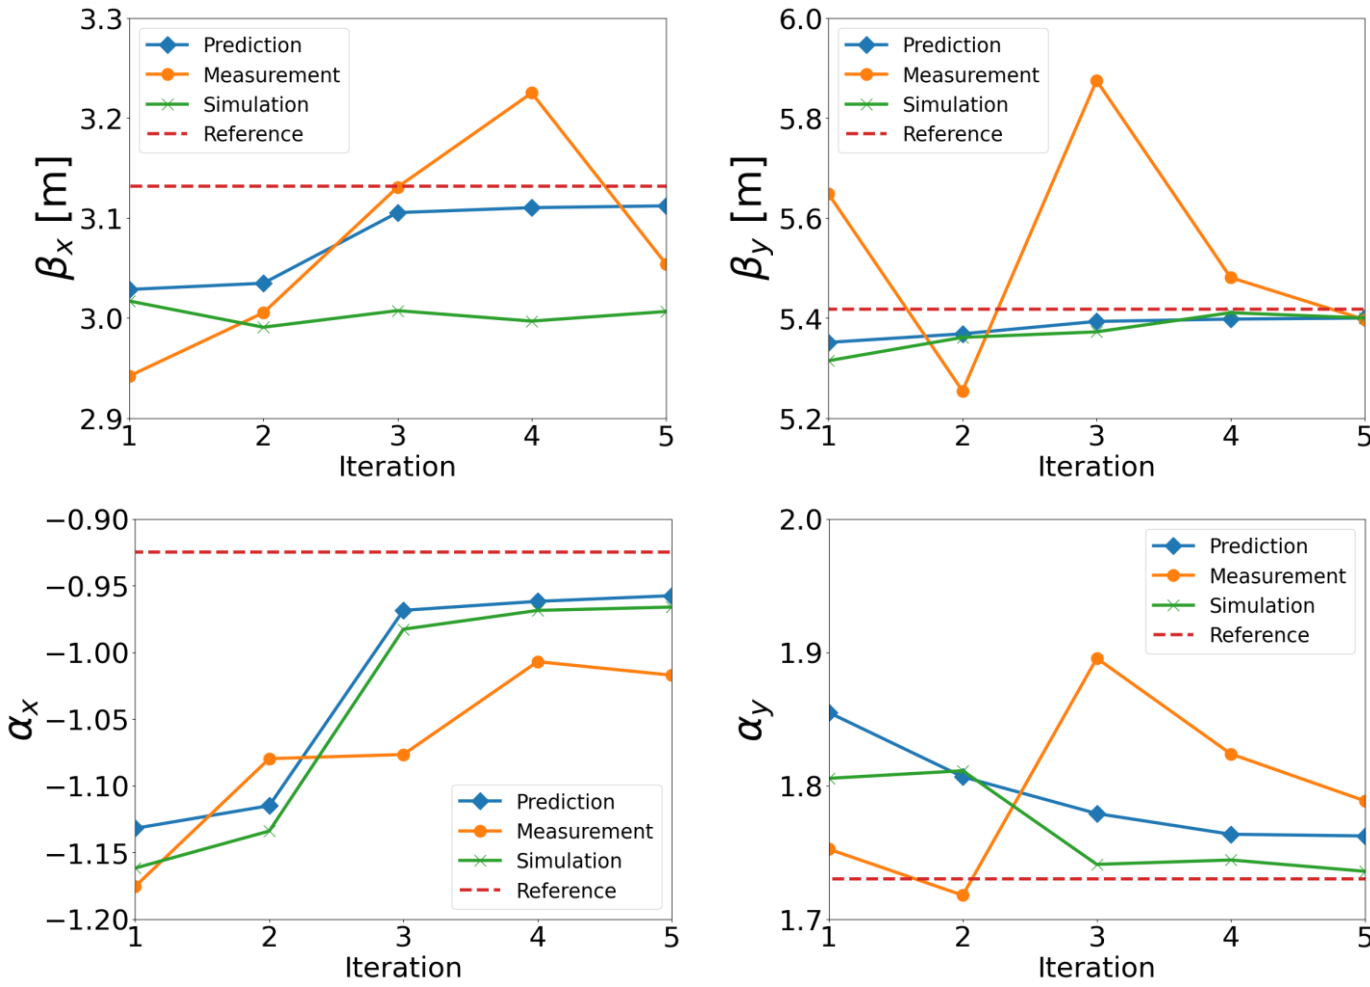 3.3
3.2
3.1
3.0
2.9
βx [m]
Prediction
Measurement
Simulation
Reference
1 2 3 4 5
Iteration
6.0
5.8
5.6
5.4
5.2
βy [m]
Prediction
Measurement
Simulation
Reference
1 2 3 4 5
Iteration
−0.90
−0.95
−1.00
−1.05
−1.10
−1.15
−1.20
αx
Prediction
Measurement
Simulation
Reference
1 2 3 4 5
Iteration
2.0
1.9
1.8
1.7
αy
Prediction
Measurement
Simulation
Reference
1 2 3 4 5
Iteration